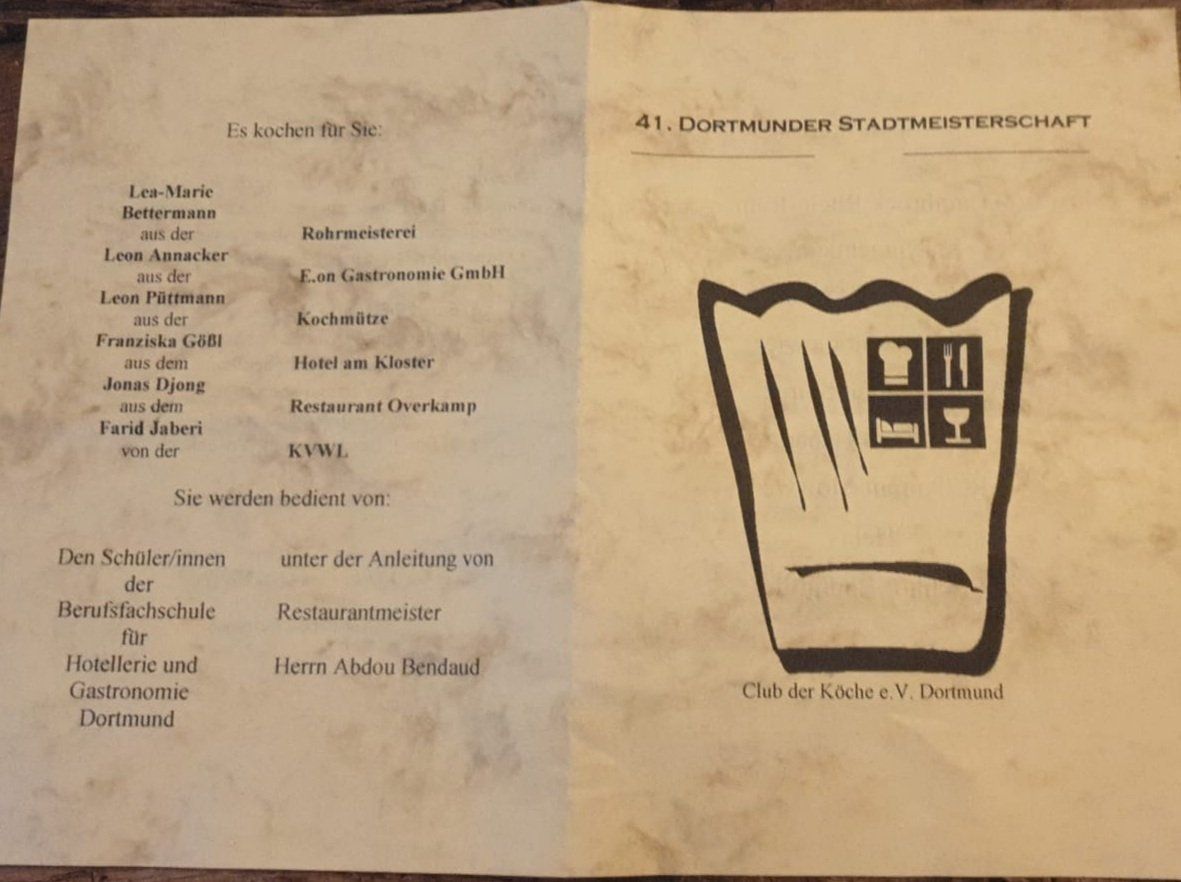 Es kochen für Sie:
Lea-Marie
Bettermann
aus der Rohrmeisterei
Leon Annacker
aus der E.on Gastronomie GmbH
Leon Püttmann
aus der Kochmütze
Franziska Gößl
aus dem Hotel am Kloster
Jonas Djong
aus dem Restaurant Overkamp
Farid Jaberi
von der KVWL
Sie werden bedient von:
Den Schüler/innen unter der Anleitung von
der
Berufsfachschule Restaurantmeister
für
Hotellerie und Herrn Abdou Bendaud
Gastronomie
Dortmund
41. DORTMUNDER STADTMEISTERSCHAFT
Club der Köche e.V. Dortmund